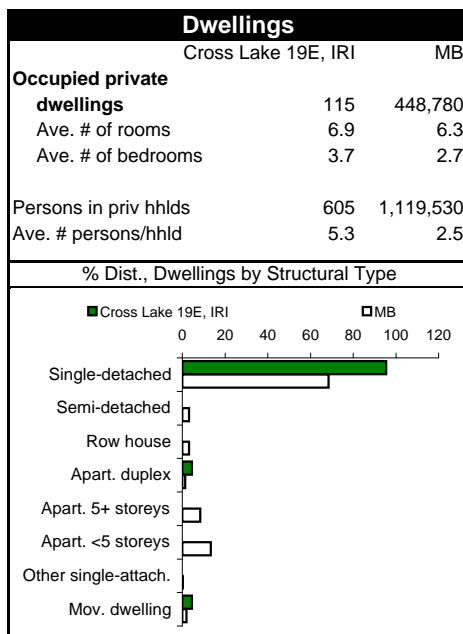 Dwellings
Cross Lake 19E, IRI MB
Occupied private
dwellings 115 448,780
Ave. # of rooms 6.9 6.3
Ave. # of bedrooms 3.7 2.7
Persons in priv hhlds 605 1,119,530
Ave. # persons/hhld 5.3 2.5
% Dist., Dwellings by Structural Type
Cross Lake 19E, IRI MB
0 20 40 60 80 100 120
Single-detached
Semi-detached
Row house
Apart. duplex
Apart. 5+ storeys
Apart. <5 storeys
Other single-attach.
Mov. dwelling